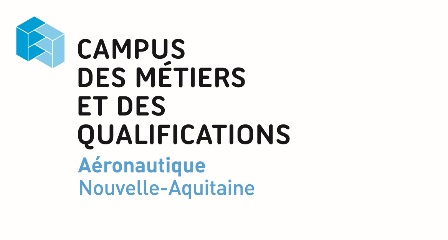 CAMPUS
DES MÉTIERS
ET DES
QUALIFICATIONS
Aéronautique
Nouvelle-Aquitaine